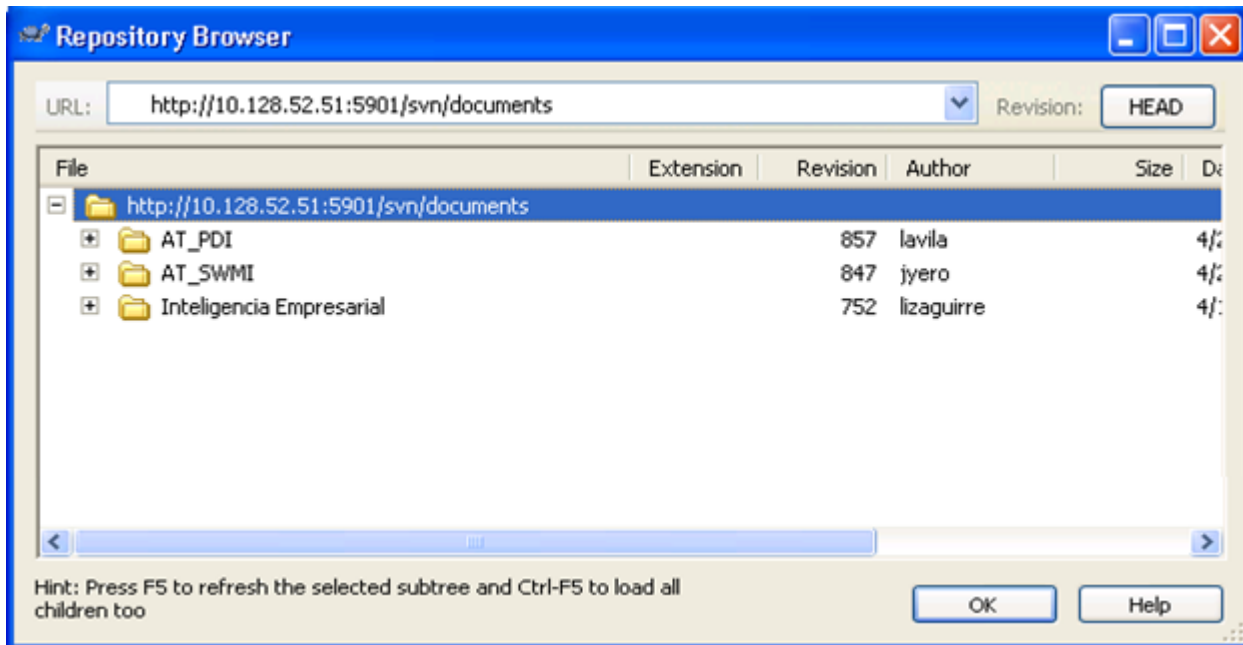 Repository Browser
URL: http://10.128.52.51:5901/svn/documents Revision: HEAD
File Extension Revision Author Size
http://10.128.52.51:5901/svn/documents
AT_PDI 857 lavila
AT_SWMI 847 jyero
Inteligencia Empresarial 752 lizaguirre
Hint: Press F5 to refresh the selected subtree and Ctrl-F5 to load all
children too
OK Help